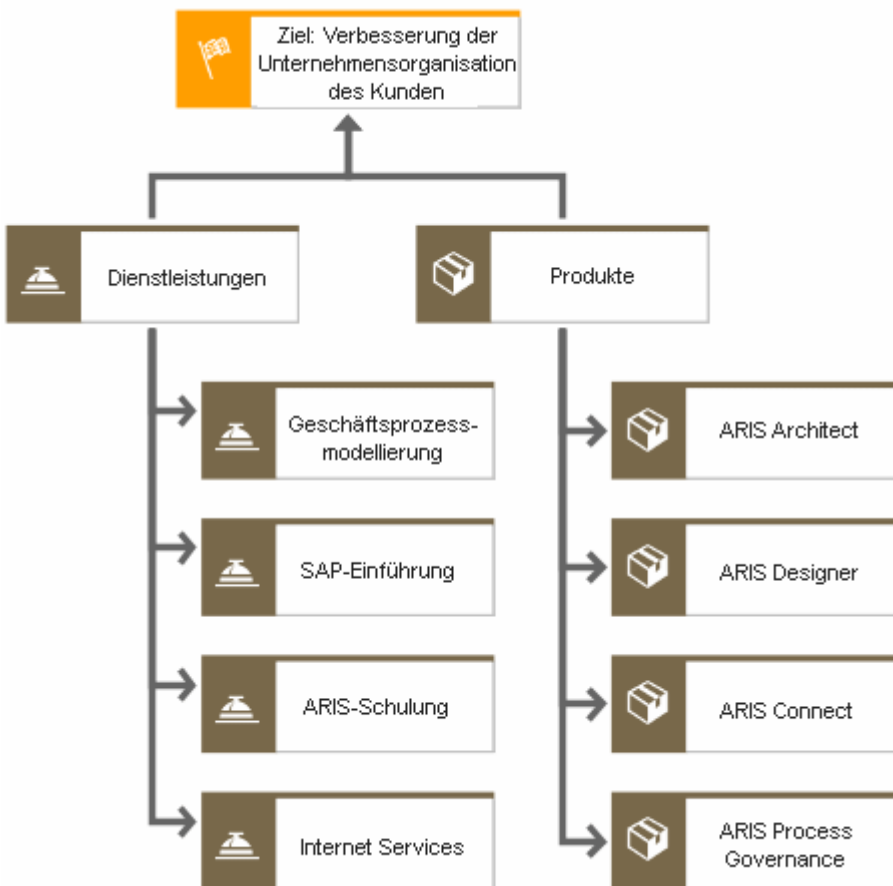 Ziel: Verbesserung der
Unternehmensorganisation
des Kunden
Dienstleistungen
Produkte
Geschäftsprozess-
modellierung
SAP-Einführung
ARIS-Schulung
Internet Services
ARIS Architect
ARIS Designer
ARIS Connect
ARIS Process
Governance